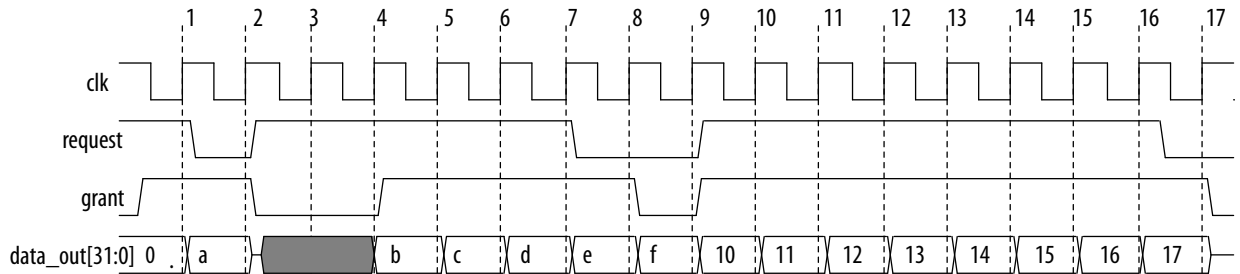 1 2 3 4 5 6 7 8 9 10 11 12 13 14 15 16 17
clk
request
grant
data_out[31:0] 0 . a b c d e f 10 11 12 13 14 15 16 17